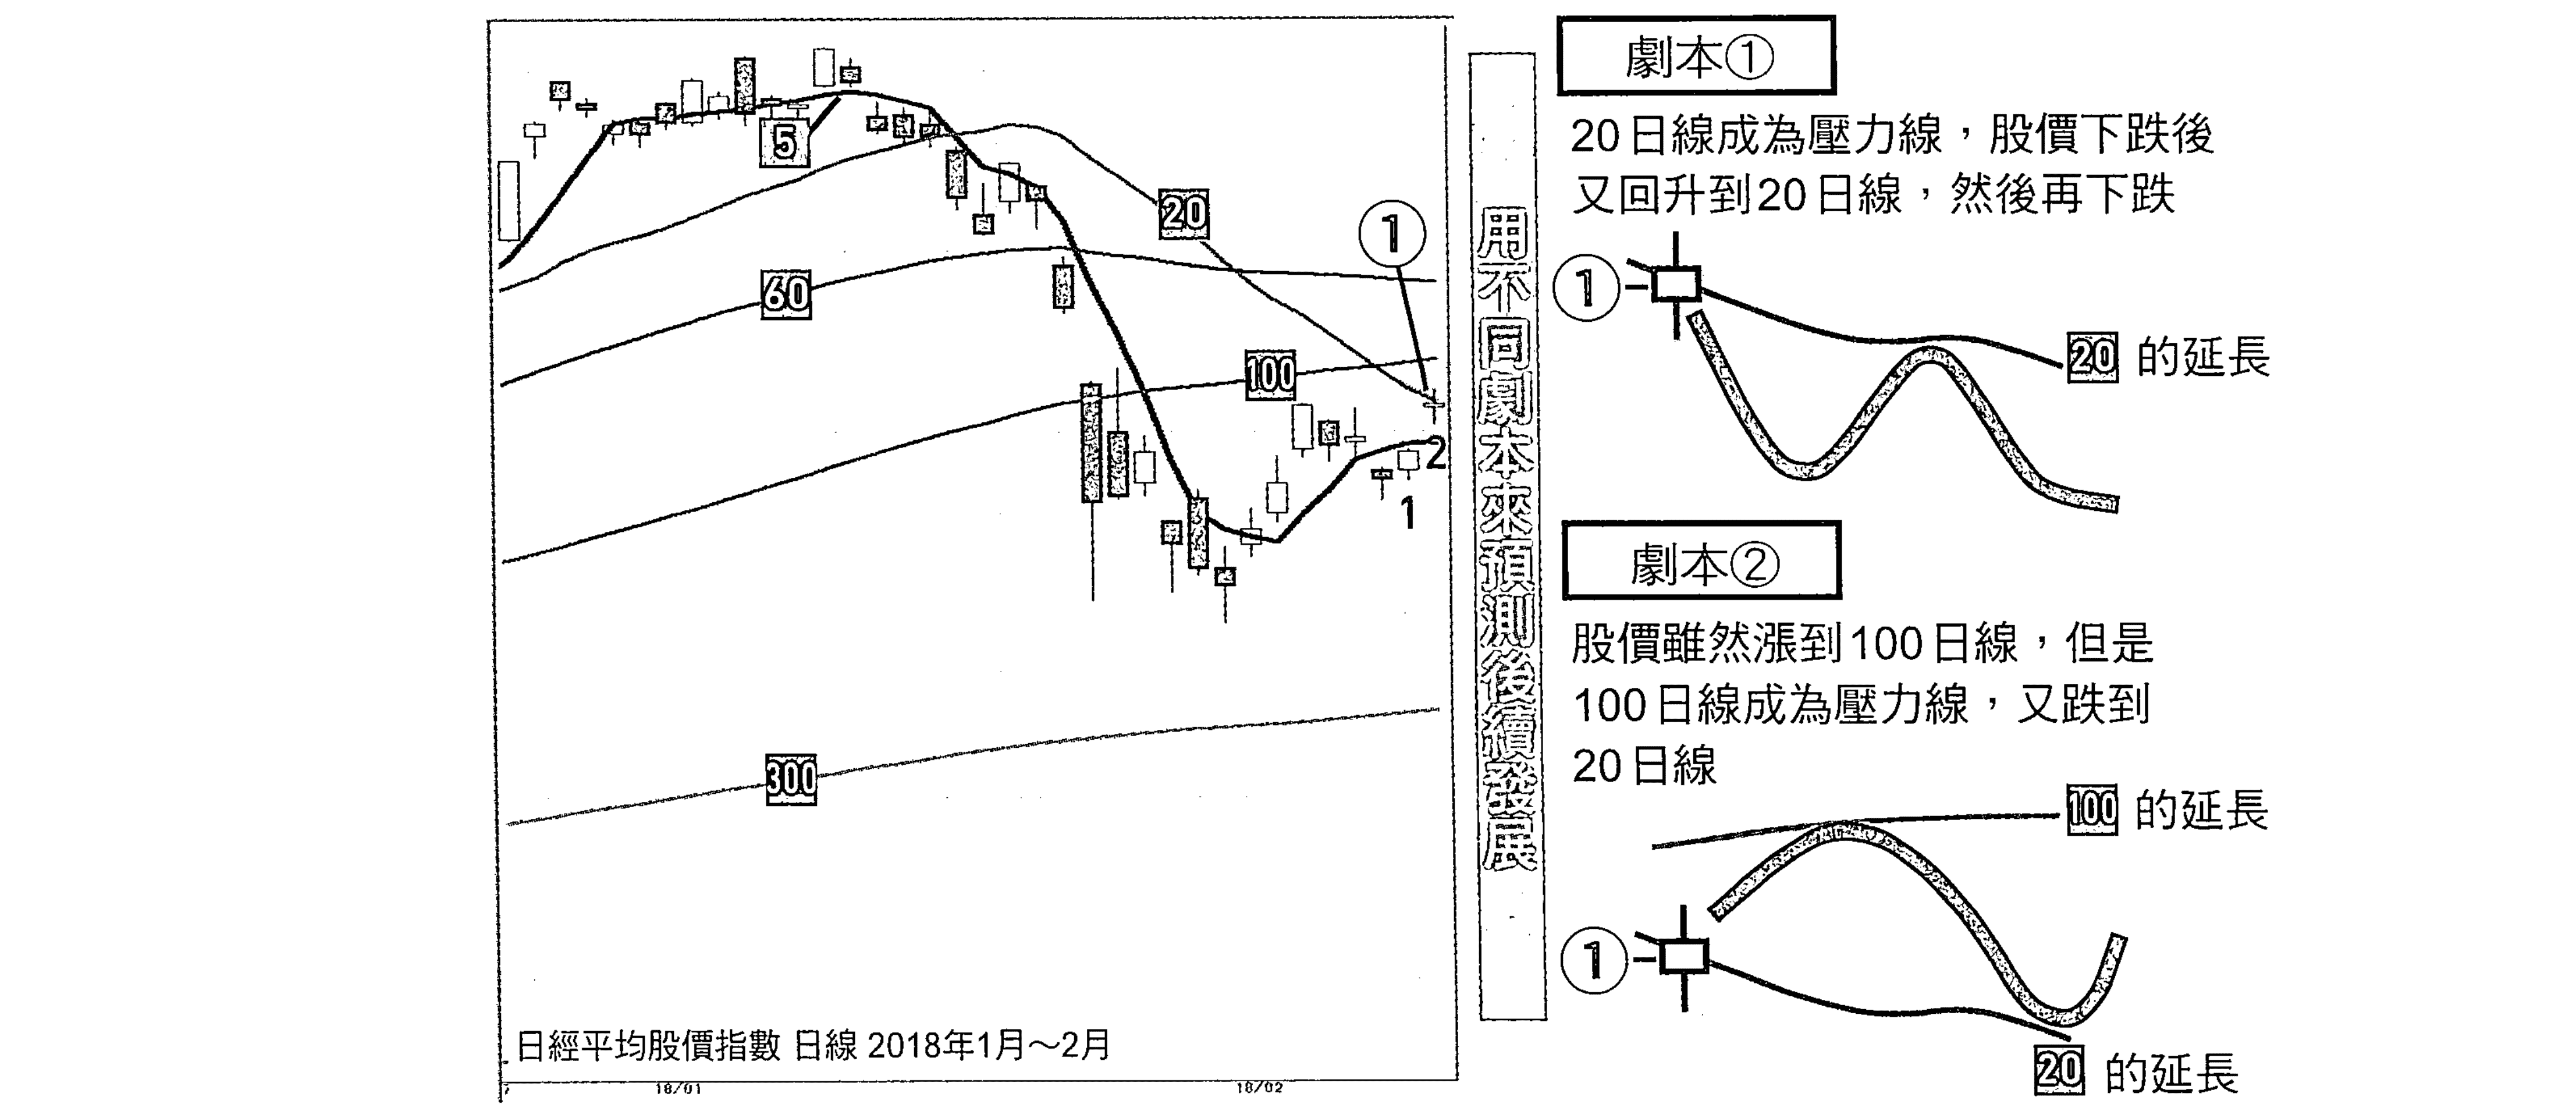 5
20
①
60
100
2
1
300
日經平均股價指數 日線 2018年1月～2月
18/01
18/02
用不同劇本來預測後續發展
劇本①
20日線成為壓力線，股價下跌後
又回升到20日線，然後再下跌
①
20 的延長
劇本②
股價雖然漲到100日線，但是
100日線成為壓力線，又跌到
20日線
100 的延長
①
20 的延長